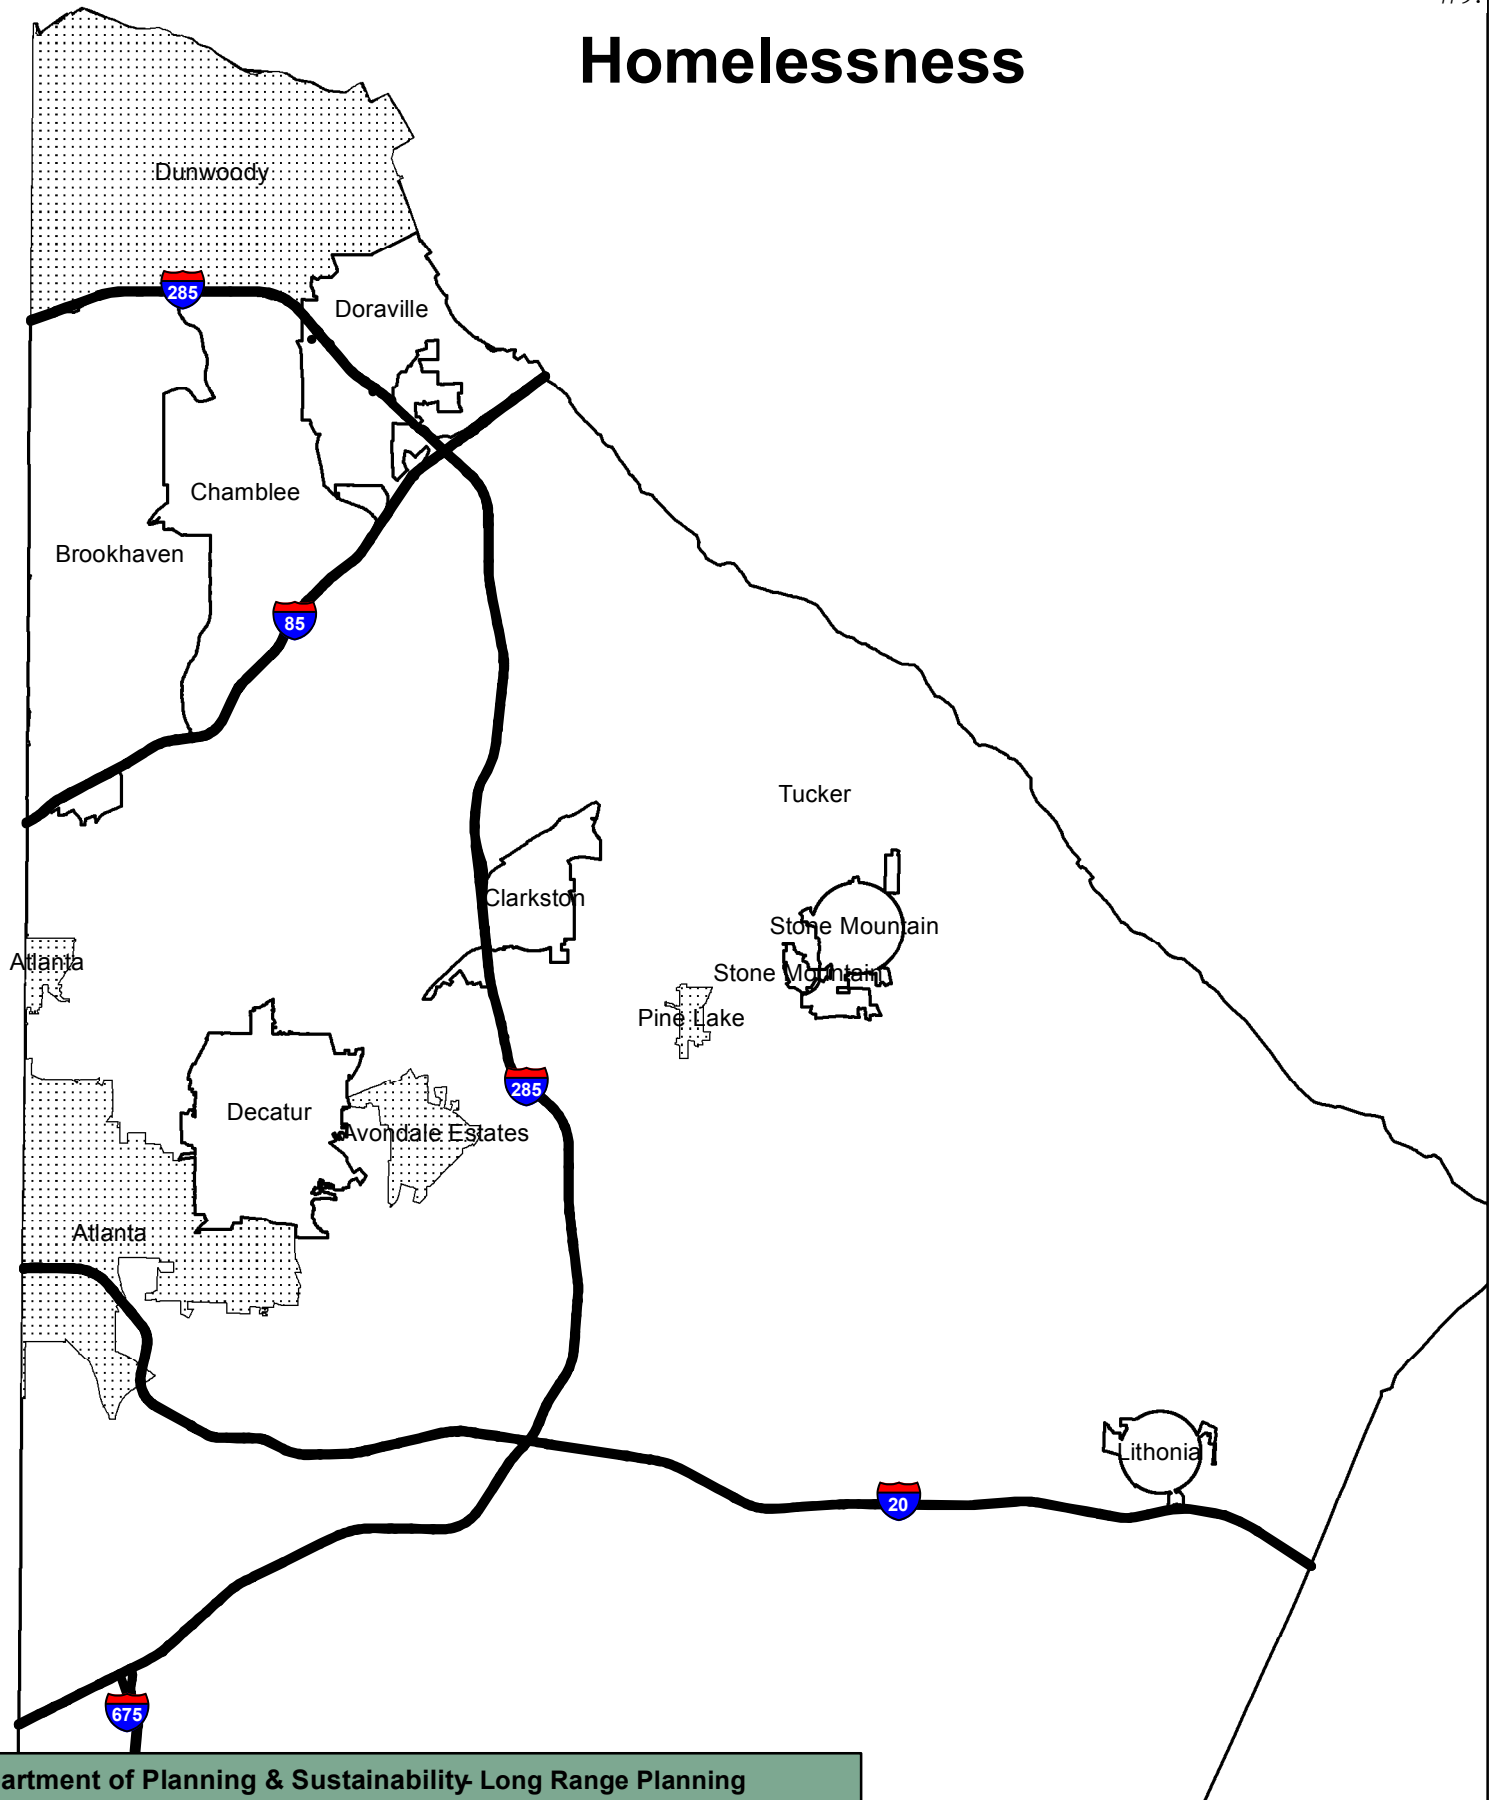 Homelessness
Dunwoody
285
Doraville
Chamblee
Brookhaven
85
Tucker
Clarkston
Stone Mountain
Atlanta
Stone Mountain
Pine Lake
285
Decatur
Avondale Estates
Atlanta
Lithonia
20
675
artment of Planning & Sustainability- Long Range Planning